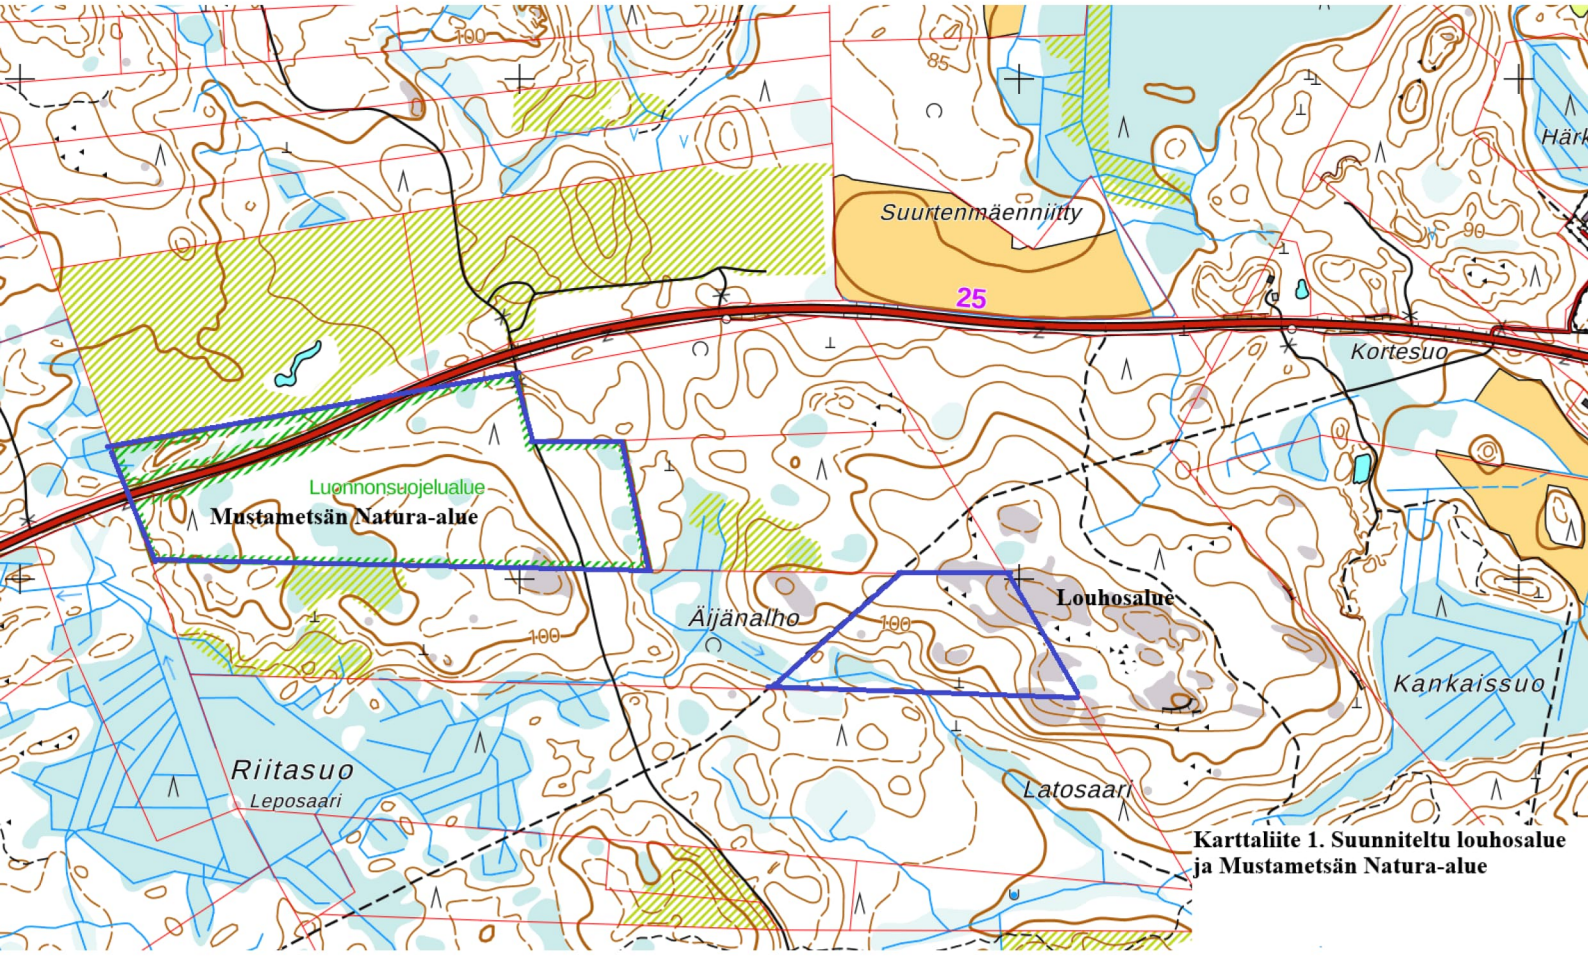 100
85
Härk
Suurtenmäenniitty
90
25
Kortesuo
Luonnonsuojelualue
Mustametsän Natura-alue
Louhosalue
Äijänalho
100
100
Kankaissuo
Riitasuo
Leposaari
Latosaari
Karttaliite 1. Suunniteltu louhosalue
ja Mustametsän Natura-alue